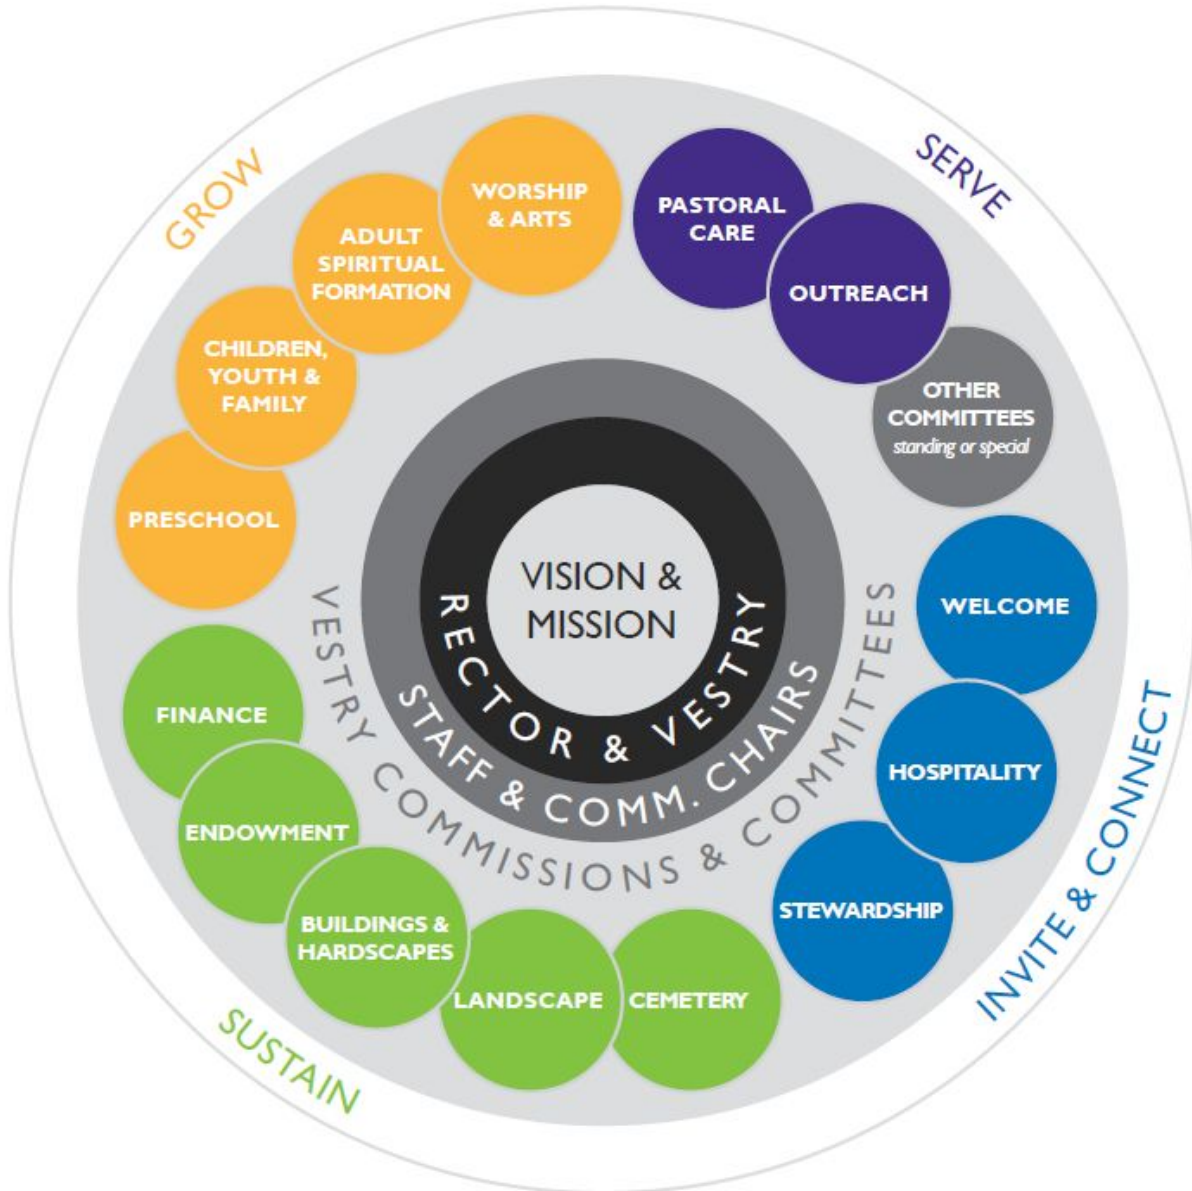 GROW
SERVE
INVITE & CONNECT
SUSTAIN
WORSHIP
& ARTS
ADULT
SPIRITUAL
FORMATION
CHILDREN,
YOUTH &
FAMILY
PRESCHOOL
PASTORAL
CARE
OUTREACH
OTHER
COMMITTEES
standing or special
WELCOME
HOSPITALITY
STEWARDSHIP
FINANCE
ENDOWMENT
BUILDINGS &
HARDSCAPES
LANDSCAPE
CEMETERY
VISION &
MISSION
RECTOR & VESTRY
STAFF & COMM. CHAIRS
VESTRY COMMISSIONS & COMMITTEES